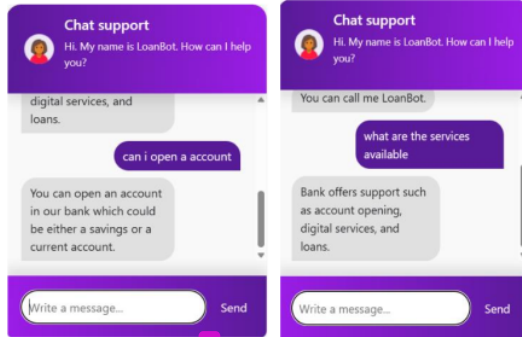 Chat support
Hi. My name is LoanBot. How can I help
you?
digital services, and
loans.
can i open a account
You can open an account
in our bank which could
be either a savings or a
current account.
Write a message...
Send
Chat support
Hi. My name is LoanBot. How can I help
you?
You can call me LoanBot.
what are the services
available
Bank offers support such
as account opening,
digital services, and
loans.
Write a message...
Send